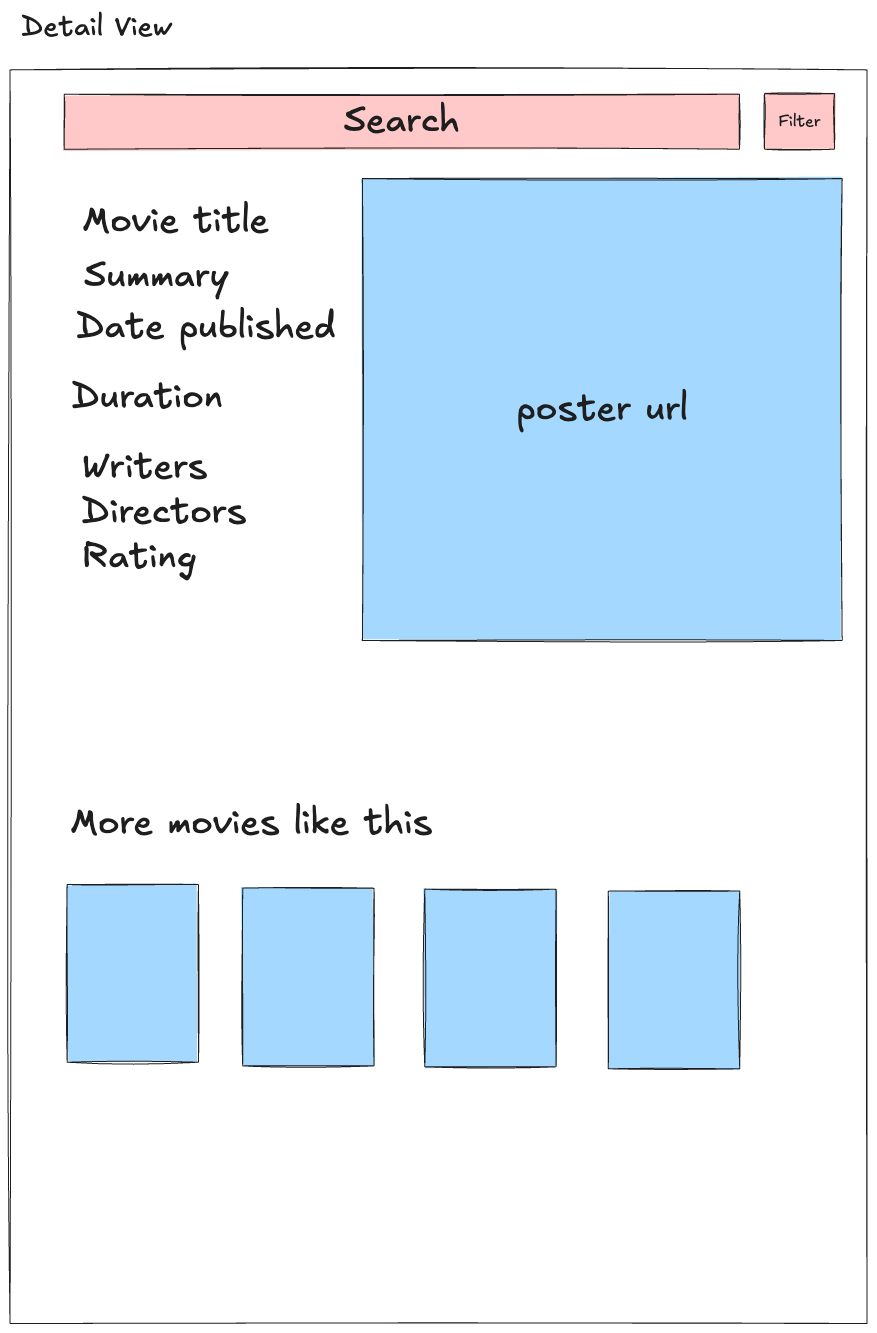 Detail View
Search
Filter
Movie title
Summary
Date published
Duration
Writers
Directors
Rating
poster url
More movies like this